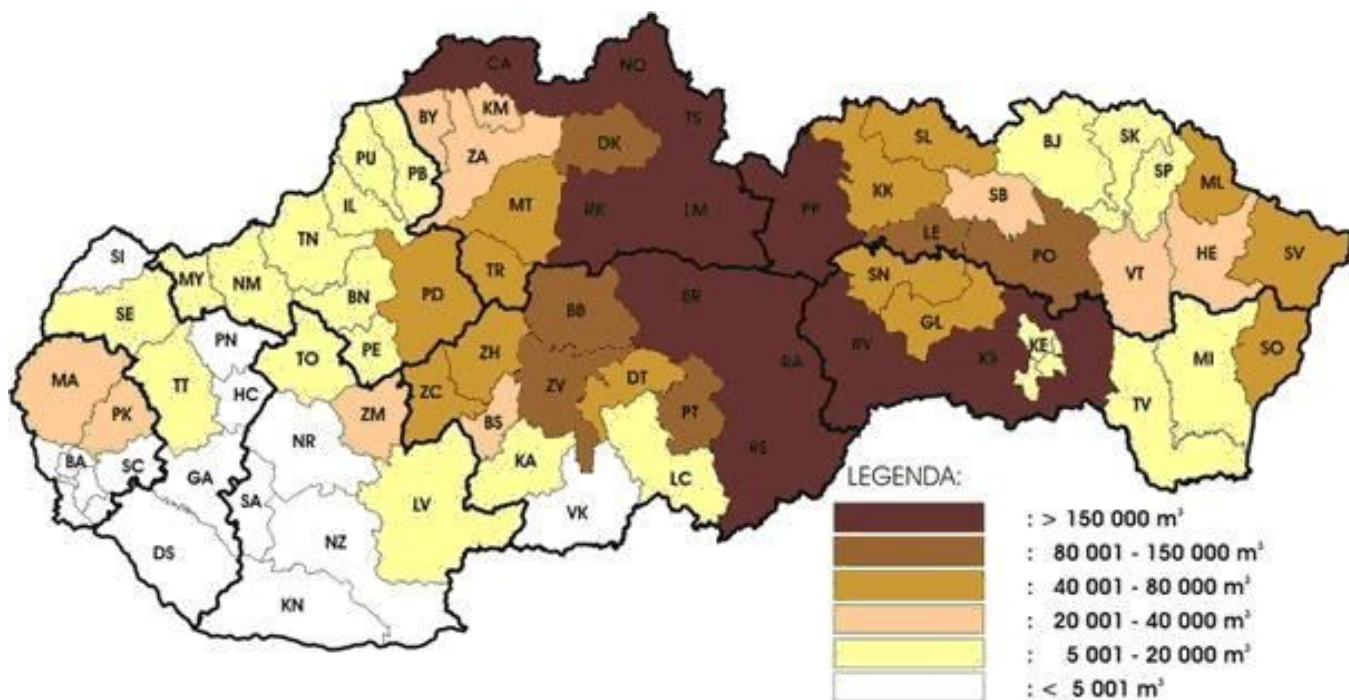 CA
NO
BY
KM
TS
DK
SL
BJ
SK
PU
ZA
SP
PB
ML
KK
SB
IL
MT
RK
LM
PP
TN
LE
PO
HE
SV
SI
VT
TR
SN
MY
NM
BN
PD
BR
SE
BB
GL
PN
ZH
RV
KS
KE
TO
PE
RA
MI
SO
MA
TT
ZC
ZV
DT
HC
TV
PK
ZM
BS
PT
NR
RS
BA
SC
KA
LC
GA
LV
SA
VK
NZ
DS
KN
LEGENDA:
: > 150 000 m³
: 80 001 - 150 000 m³
: 40 001 - 80 000 m³
: 20 001 - 40 000 m³
: 5 001 - 20 000 m³
: < 5 001 m³